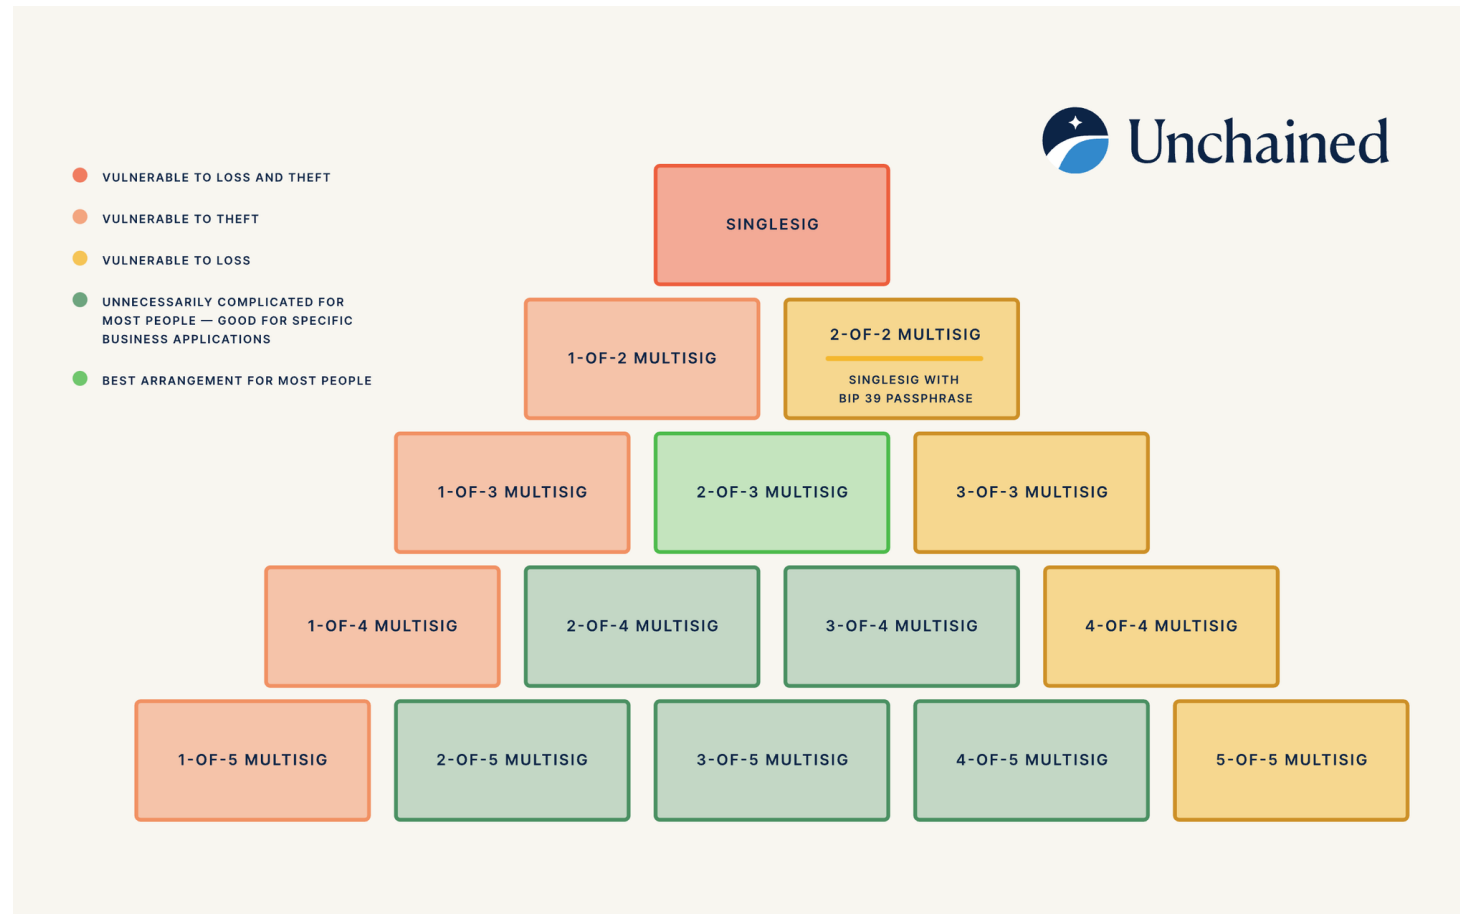 Unchained
VULNERABLE TO LOSS AND THEFT
VULNERABLE TO THEFT
VULNERABLE TO LOSS
UNNECESSARILY COMPLICATED FOR
MOST PEOPLE — GOOD FOR SPECIFIC
BUSINESS APPLICATIONS
BEST ARRANGEMENT FOR MOST PEOPLE
SINGLESIG
1-OF-2 MULTISIG
2-OF-2 MULTISIG
SINGLESIG WITH
BIP 39 PASSPHRASE
1-OF-3 MULTISIG
2-OF-3 MULTISIG
3-OF-3 MULTISIG
1-OF-4 MULTISIG
2-OF-4 MULTISIG
3-OF-4 MULTISIG
4-OF-4 MULTISIG
1-OF-5 MULTISIG
2-OF-5 MULTISIG
3-OF-5 MULTISIG
4-OF-5 MULTISIG
5-OF-5 MULTISIG